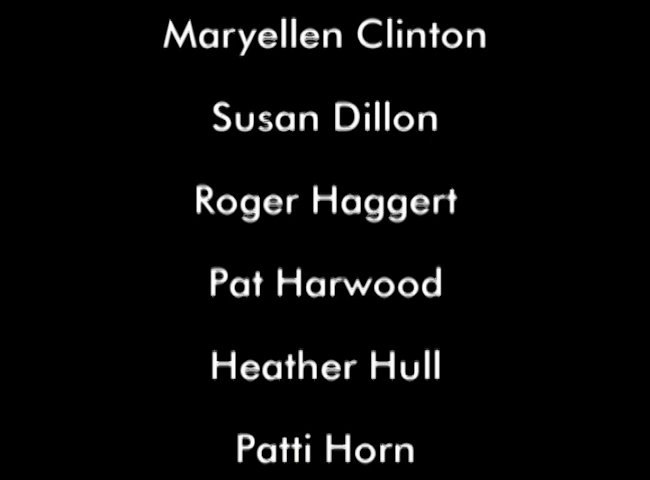 Maryellen Clinton
Susan Dillon
Roger Haggert
Pat Harwood
Heather Hull
Patti Horn